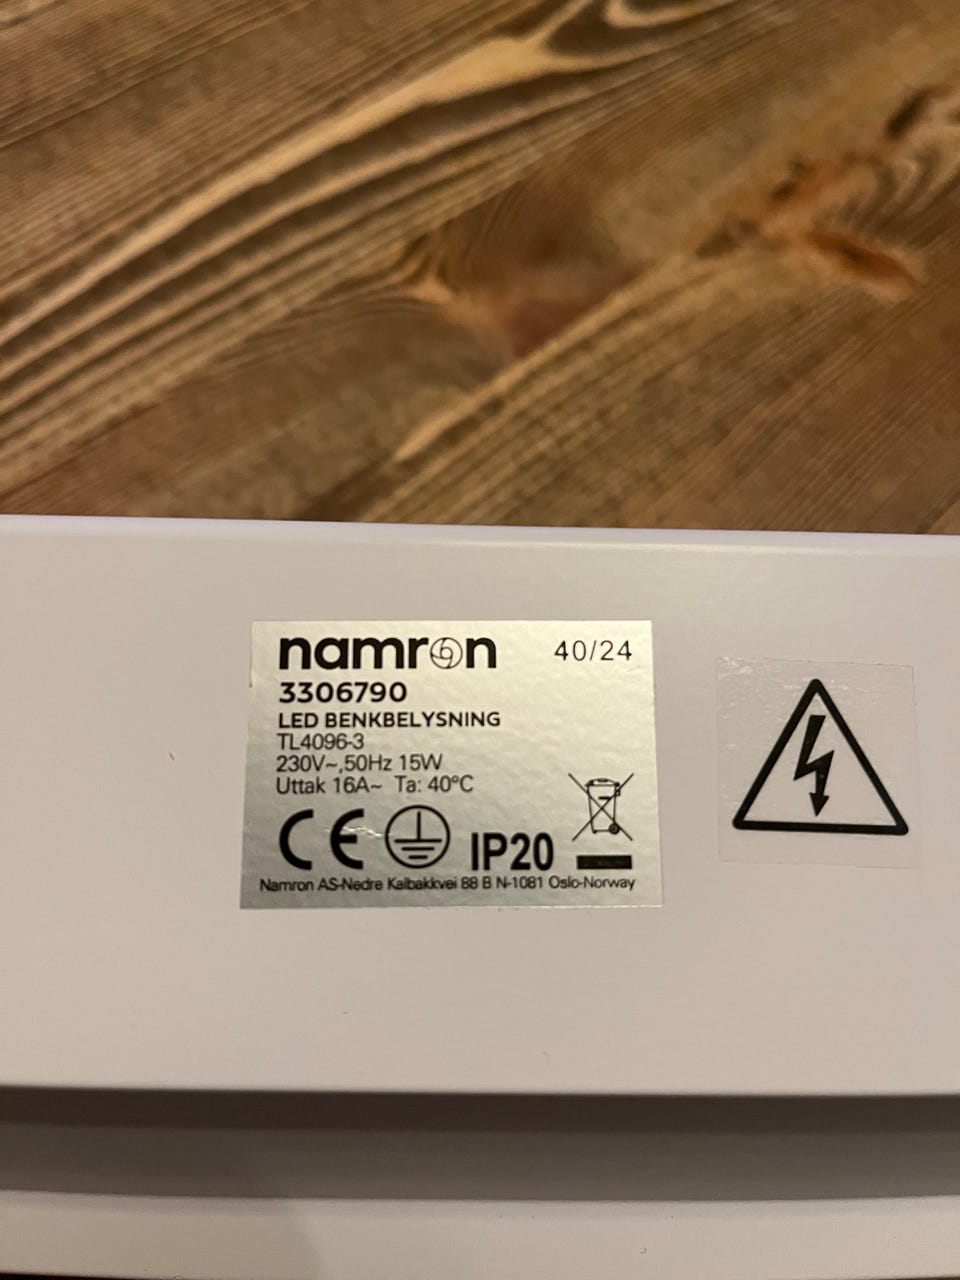 namron 40/24
3306790
LED BENKBELYSNING
TL4096-3
230V~,50Hz 15W
Uttak 16A~ Ta: 40°C
CE IP20
Namron AS-Nedre Kalbakkvei 88 B N-1081 Oslo-Norway